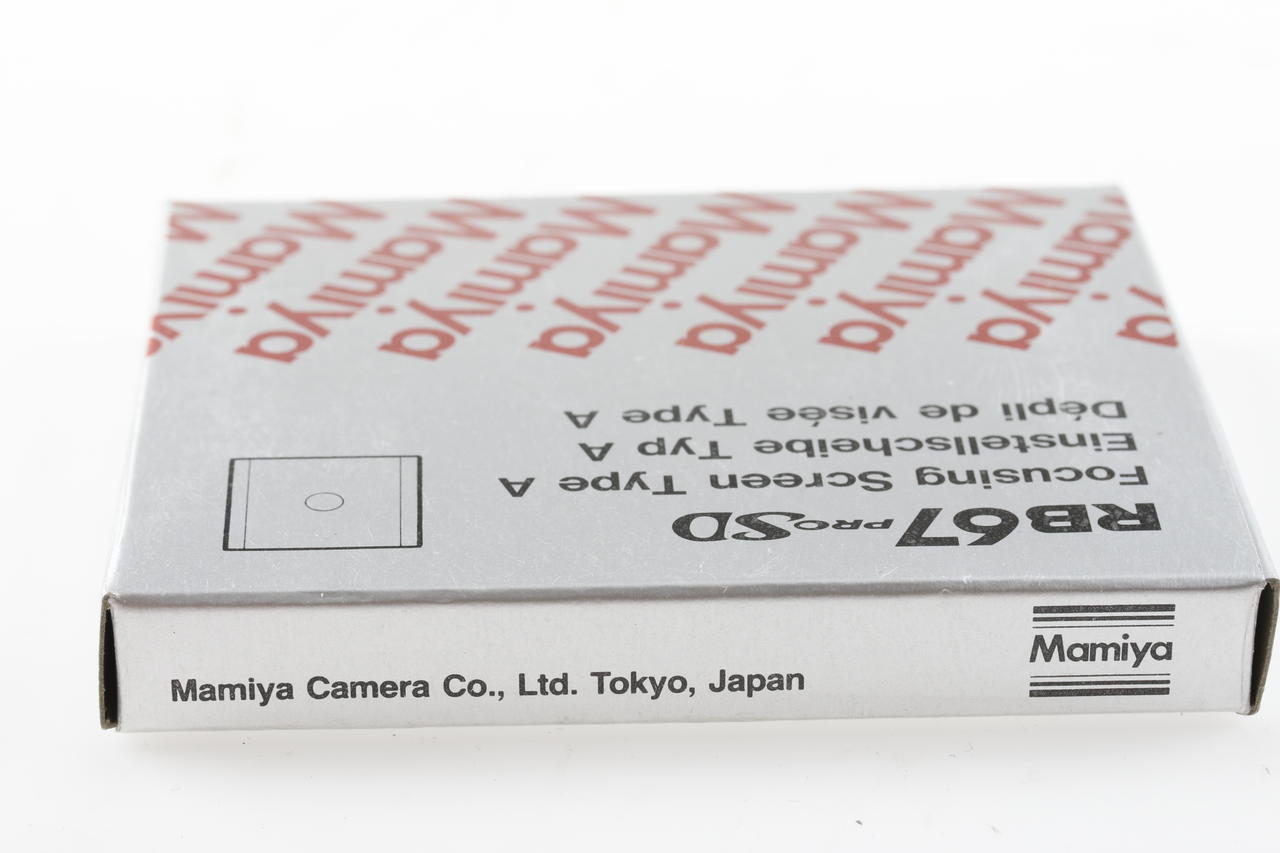 Mamiya Mamiya Mamiya Mamiya Mamiya Mamiya Mamiya Mamiya
RB67 PRO SD
Focusing Screen Type A
Einstellscheibe Typ A
Dépli de visée Type A
Mamiya Camera Co., Ltd. Tokyo, Japan
Mamiya